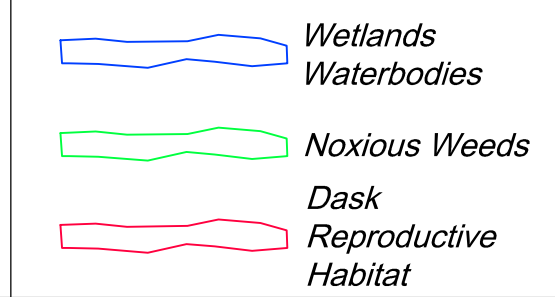 Wetlands
Waterbodies
Noxious Weeds
Dask
Reproductive
Habitat